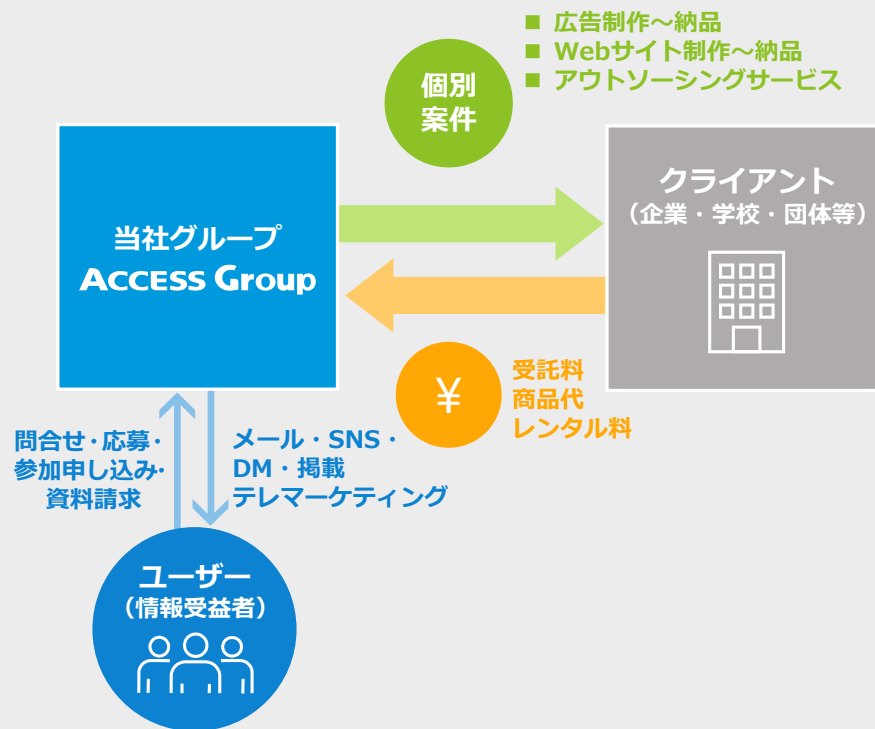 ■ 広告制作～納品
■ Webサイト制作～納品
■ アウトソーシングサービス
個別
案件
当社グループ
ACCESS Group
クライアント
（企業・学校・団体等）
¥
受託料
商品代
レンタル料
問合せ・応募・
参加申し込み・
資料請求
メール・SNS・
DM・掲載
テレマーケティング
ユーザー
（情報受益者）